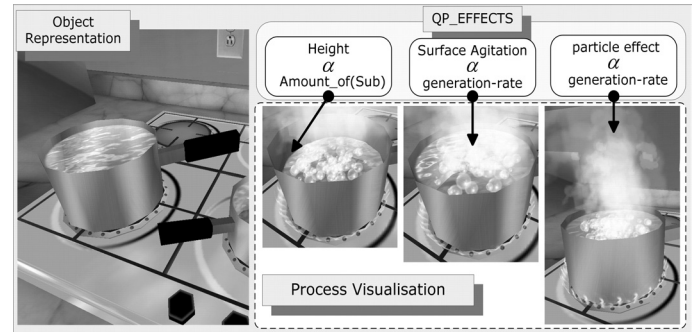 Object
Representation
QP_EFFECTS
Height
α
Amount_of(Sub)
Surface Agitation
α
generation-rate
particle effect
α
generation-rate
Process Visualisation